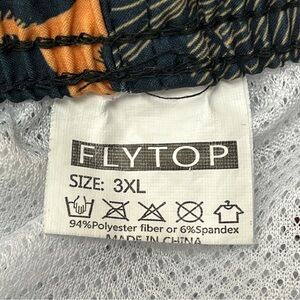 FLYTOP
SIZE: 3XL
94%Polyester fiber or 6%Spandex
MADE IN CHINA